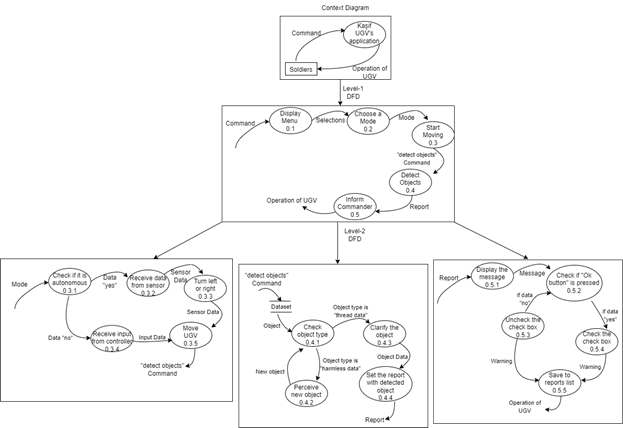 Context Diagram
Command
Kaşif
UGV's
application
Soldiers
Operation of
UGV
Level-1
DFD
Command
Display
Menu
0.1
Selections
Choose a
Mode
0.2
Mode
Start
Moving
0.3
"detect objects"
Command
Detect
Objects
0.4
Report
Inform
Commander
0.5
Operation of UGV
Level-2
DFD
Mode
Check if it is
autonomous
0.3.1
Data
"yes"
Receive data
from sensor
0.3.2
Sensor
Data
Turn left
or right
0.3.3
Sensor Data
Data "no"
Receive input
from controller
0.3.4
Input Data
Move
UGV
0.3.5
"detect objects"
Command
"detect objects"
Command
Dataset
Object
Check
object type
0.4.1
Object type is
"thread data"
Clarify the
object
0.4.3
Object type is
"harmless data"
Object Data
New object
Perceive
new object
0.4.2
Set the report
with detected
object
0.4.4
Report
Report
Display the
message
0.5.1
Message
Check if "Ok
button" is pressed
0.5.2
if data
"no"
if data
"yes"
Uncheck the
check box
0.5.3
Check the
check box
0.5.4
Warning
Warning
Save to
reports list
0.5.5
Operation of
UGV